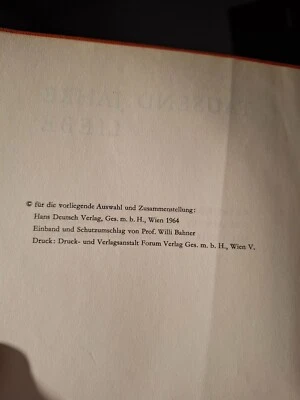 © für die vorliegende Auswahl und Zusammenstellung:
Hans Deutsch Verlag, Ges. m. b. H., Wien 1964
Einband und Schutzumschlag von Prof. Willi Bahner
Druck: Druck- und Verlagsanstalt Forum Verlag Ges. m. b. H., Wien V.